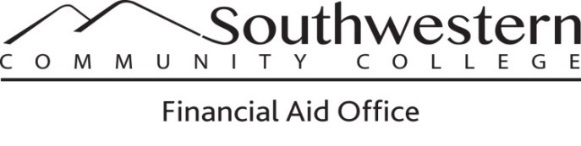 Southwestern
COMMUNITY COLLEGE
Financial Aid Office